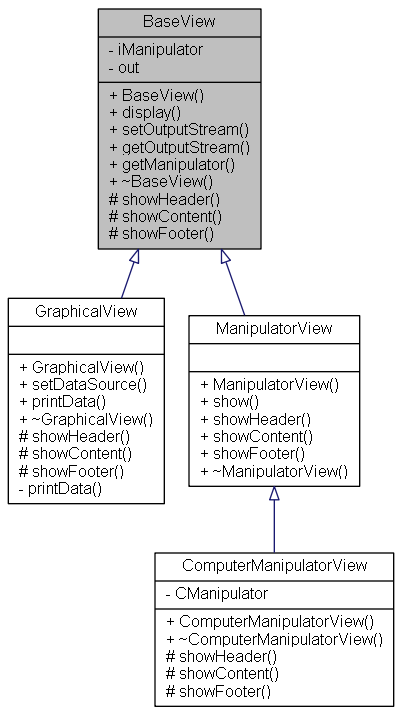 BaseView
- iManipulator
- out
+ BaseView()
+ display()
+ setOutputStream()
+ getOutputStream()
+ getManipulator()
+ ~BaseView()
# showHeader()
# showContent()
# showFooter()
GraphicalView
+ GraphicalView()
+ setDataSource()
+ printData()
+ ~GraphicalView()
# showHeader()
# showContent()
# showFooter()
- printData()
ManipulatorView
+ ManipulatorView()
+ show()
+ showHeader()
+ showContent()
+ showFooter()
+ ~ManipulatorView()
ComputerManipulatorView
- CManipulator
+ ComputerManipulatorView()
+ ~ComputerManipulatorView()
# showHeader()
# showContent()
# showFooter()